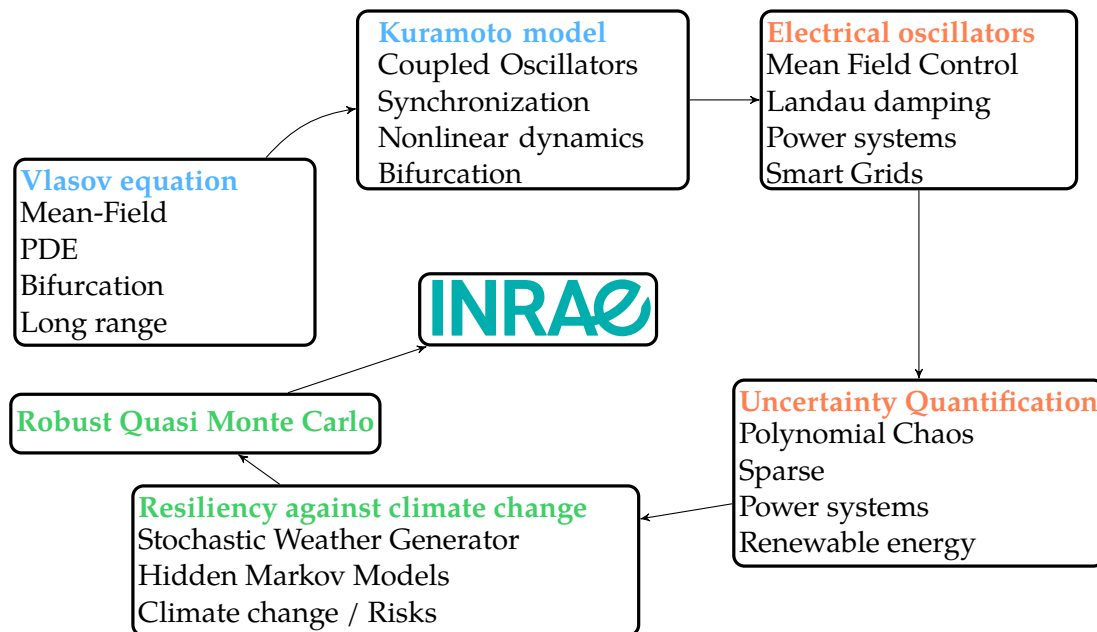 Kuramoto model
Coupled Oscillators
Synchronization
Nonlinear dynamics
Bifurcation
Electrical oscillators
Mean Field Control
Landau damping
Power systems
Smart Grids
Vlasov equation
Mean-Field
PDE
Bifurcation
Long range
INRAE
Robust Quasi Monte Carlo
Uncertainty Quantification
Polynomial Chaos
Sparse
Power systems
Renewable energy
Resiliency against climate change
Stochastic Weather Generator
Hidden Markov Models
Climate change / Risks